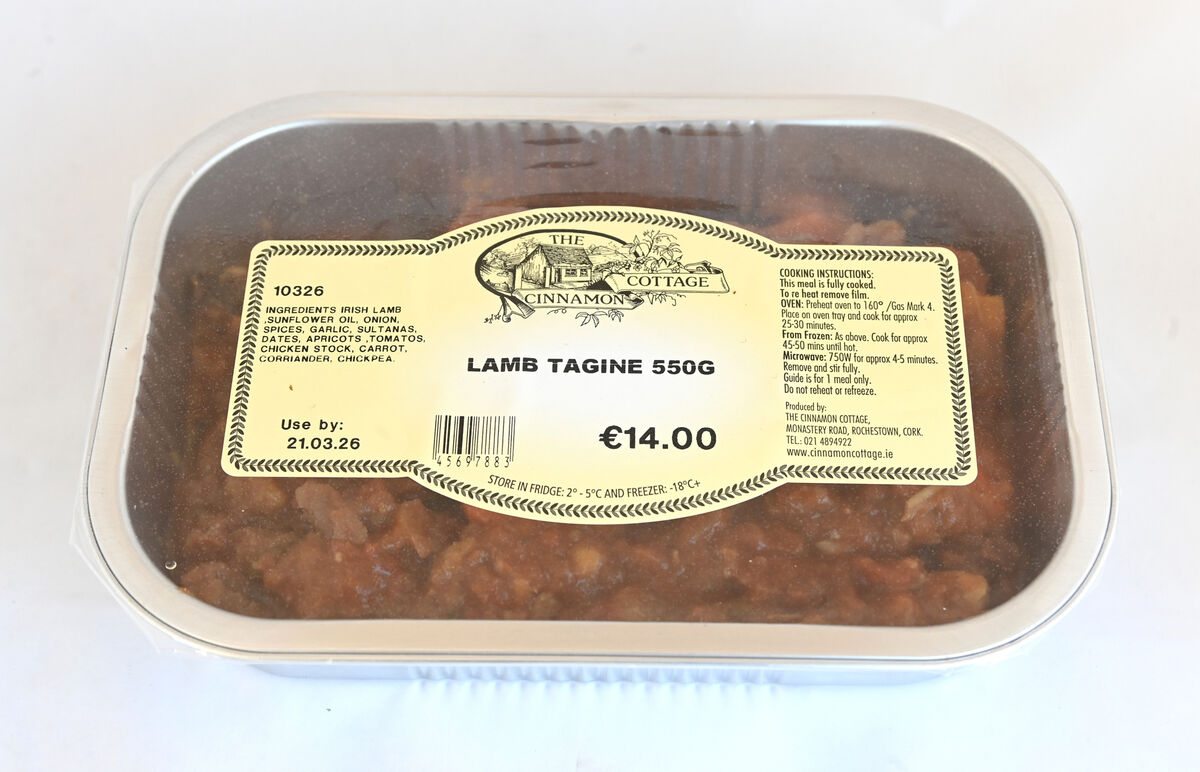 THE
CINNAMON
COTTAGE
10326
INGREDIENTS IRISH LAMB
,SUNFLOWER OIL, ONION,
SPICES, GARLIC, SULTANAS,
DATES, APRICOTS ,TOMATOS,
CHICKEN STOCK, CARROT,
CORRIANDER, CHICKPEA.
Use by:
21.03.26
LAMB TAGINE 550G
€14.00
45697883
STORE IN FRIDGE: 2° - 5°C AND FREEZER: -18°C+
COOKING INSTRUCTIONS:
This meal is fully cooked.
To re heat remove film.
OVEN: Preheat oven to 160° /Gas Mark 4.
Place on oven tray and cook for approx
25-30 minutes.
From Frozen: As above. Cook for approx
45-50 mins until hot.
Microwave: 750W for approx 4-5 minutes.
Remove and stir fully.
Guide is for 1 meal only.
Do not reheat or refreeze.
Produced by:
THE CINNAMON COTTAGE,
MONASTERY ROAD, ROCHESTOWN, CORK.
TEL.: 021 4894922
www.cinnamoncottage.ie